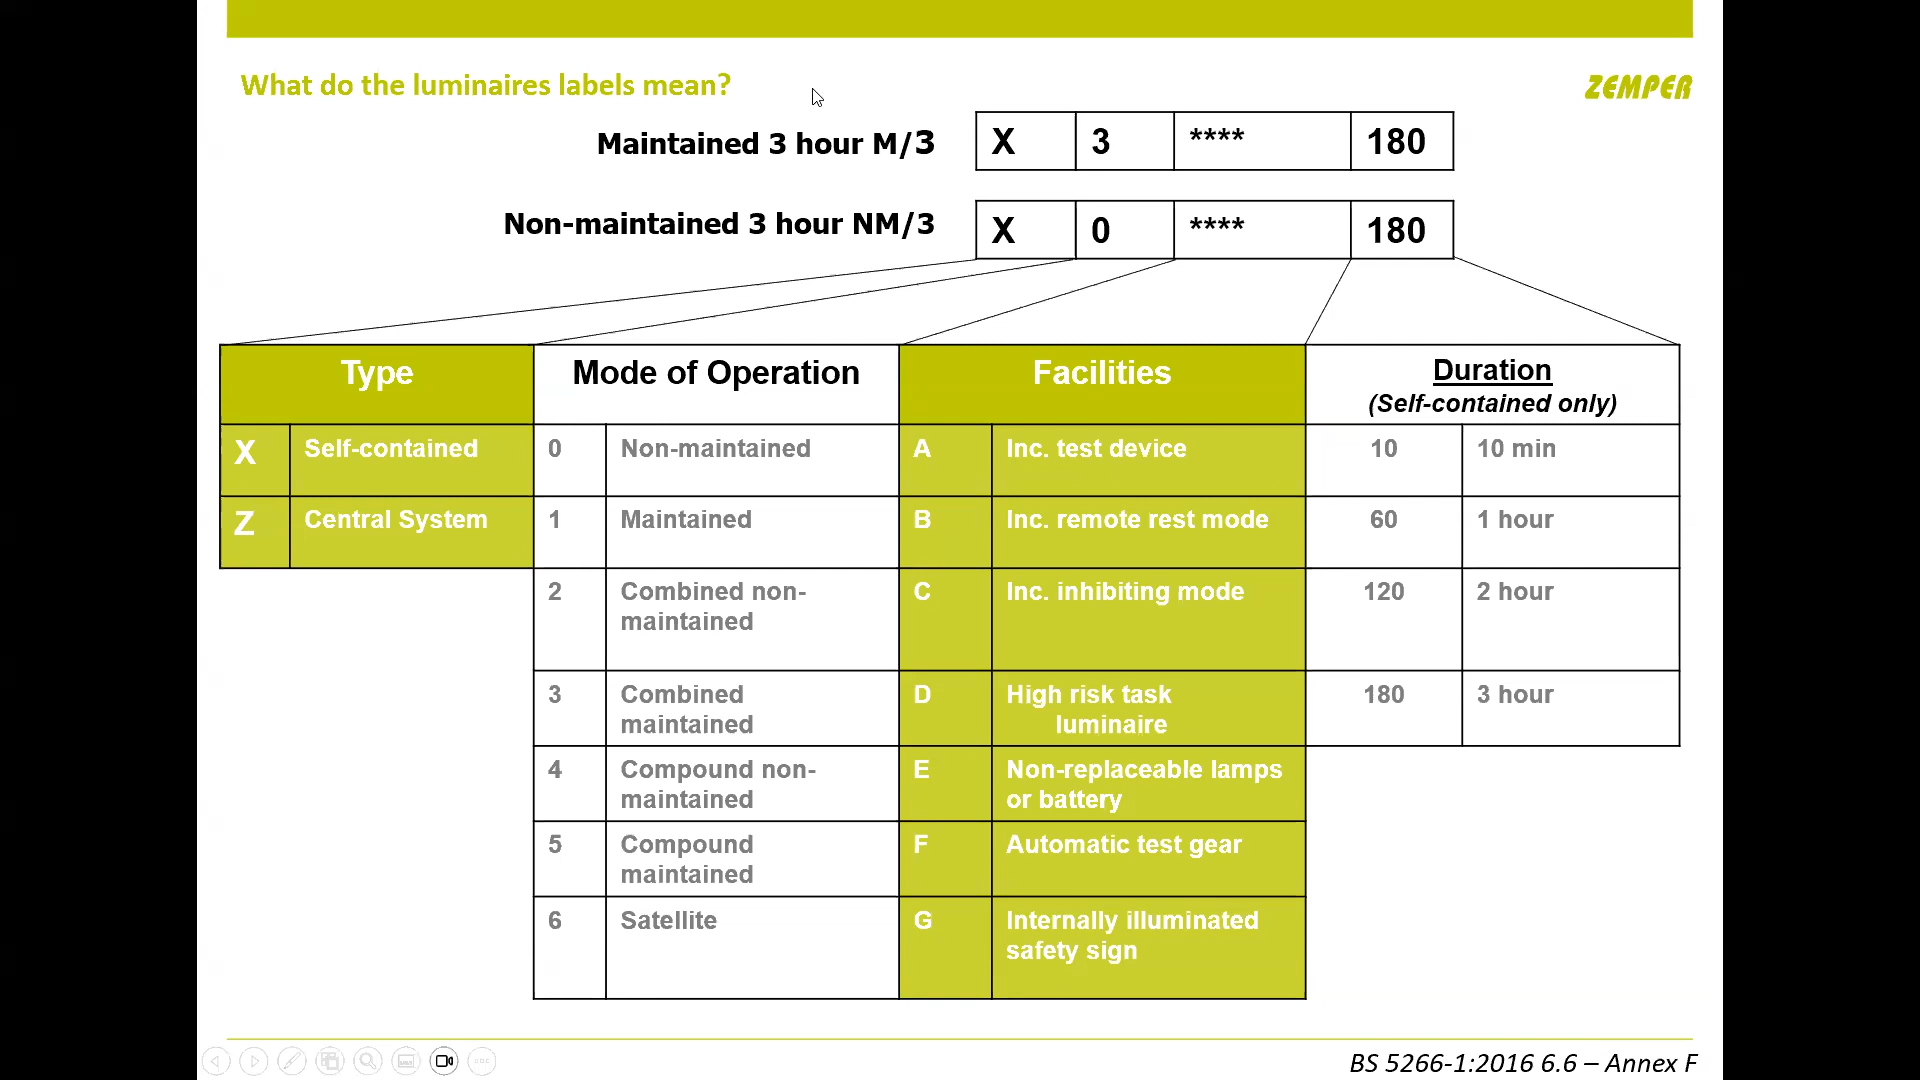 What do the luminaires labels mean?
ZEMPER
Maintained 3 hour M/3
X 3 **** 180
Non-maintained 3 hour NM/3
X 0 **** 180
Type Mode of Operation Facilities Duration
(Self-contained only)
X Self-contained 0 Non-maintained A Inc. test device 10 10 min
Z Central System 1 Maintained B Inc. remote rest mode 60 1 hour
2 Combined non- C Inc. inhibiting mode 120 2 hour
maintained
3 Combined D High risk task 180 3 hour
maintained luminaire
4 Compound non- E Non-replaceable lamps
maintained or battery
5 Compound F Automatic test gear
maintained
6 Satellite G Internally illuminated
safety sign
BS 5266-1:2016 6.6 – Annex F